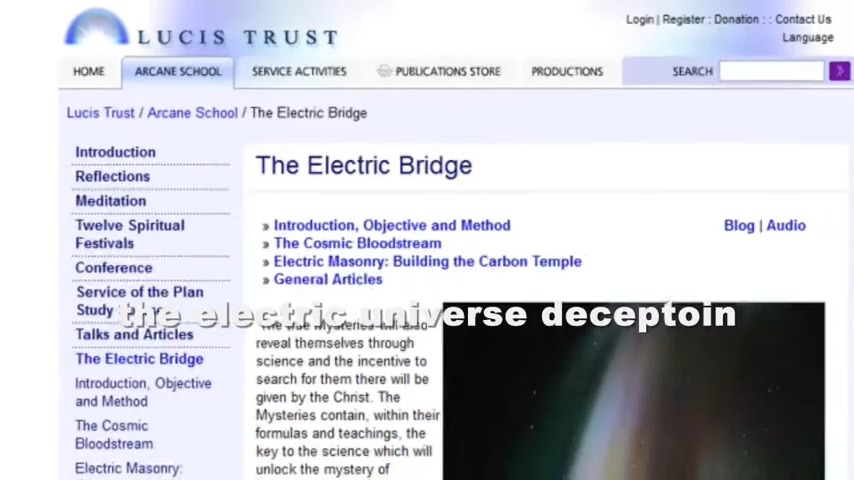 LUCIS TRUST
Login | Register : Donation : : Contact Us
Language
HOME
ARCANE SCHOOL
SERVICE ACTIVITIES
PUBLICATIONS STORE
PRODUCTIONS
SEARCH
Lucis Trust / Arcane School / The Electric Bridge
Introduction
Reflections
Meditation
Twelve Spiritual
Festivals
Conference
Service of the Plan
Study
Talks and Articles
The Electric Bridge
Introduction, Objective
and Method
The Cosmic
Bloodstream
Electric Masonry:
The Electric Bridge
» Introduction, Objective and Method
» The Cosmic Bloodstream
» Electric Masonry: Building the Carbon Temple
» General Articles
Blog | Audio
the electric universe deceptoin
The true Mysteries will also
reveal themselves through
science and the incentive to
search for them there will be
given by the Christ. The
Mysteries contain, within their
formulas and teachings, the
key to the science which will
unlock the mystery of